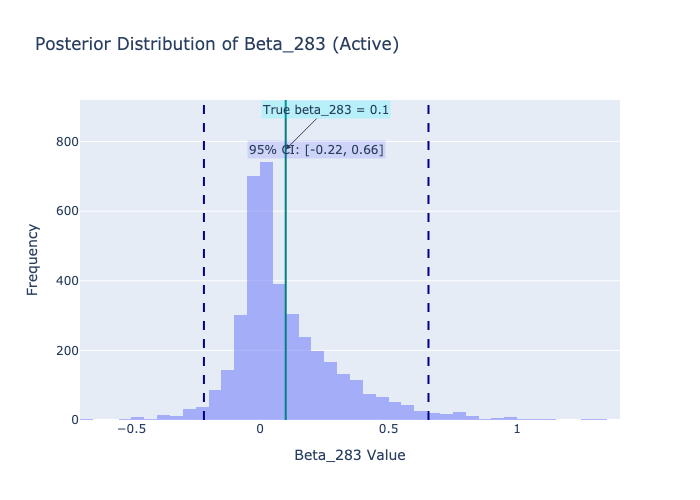 Posterior Distribution of Beta_283 (Active)
True beta_283 = 0.1
95% CI: [-0.22, 0.66]
800
600
400
200
0
Frequency
−0.5
0
0.5
1
Beta_283 Value